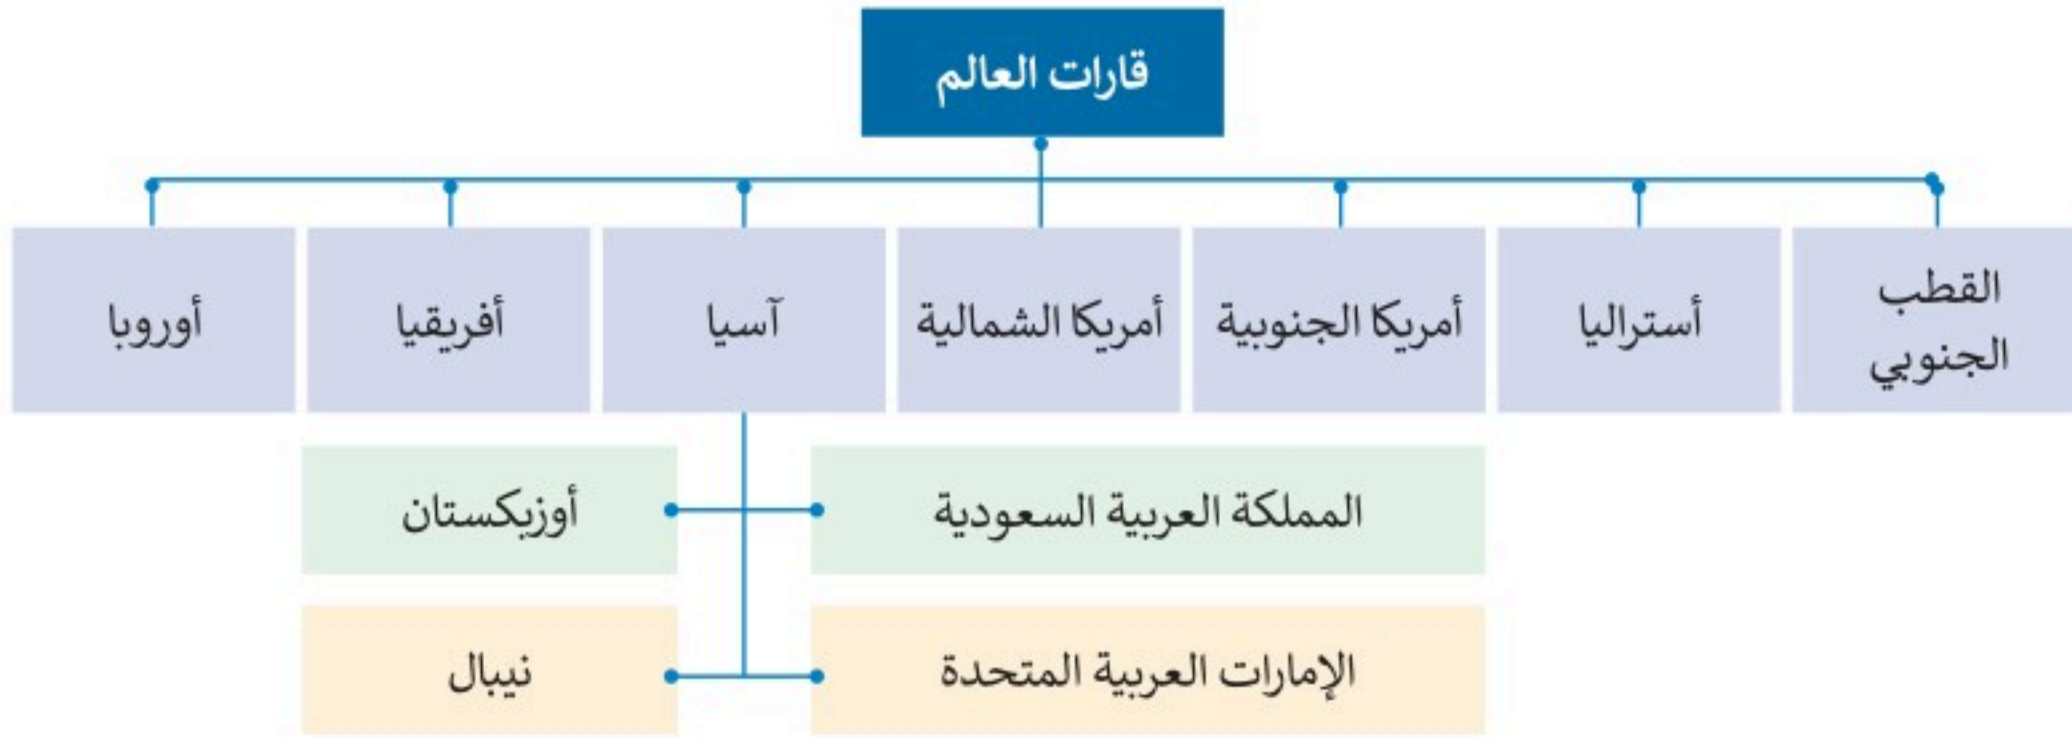 قارات العالم
القطب
الجنوبي
أستراليا
أمريكا الجنوبية
أمريكا الشمالية
آسيا
أفريقيا
أوروبا
المملكة العربية السعودية
أوزبكستان
الإمارات العربية المتحدة
نيبال